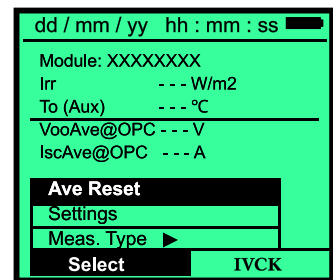 dd / mm / yy hh : mm : ss
Module: XXXXXXXX
Irr - - - W/m2
To (Aux) - - - °C
VooAve@OPC - - - V
IscAve@OPC - - - A
Ave Reset
Settings
Meas. Type ▶
Select IVCK